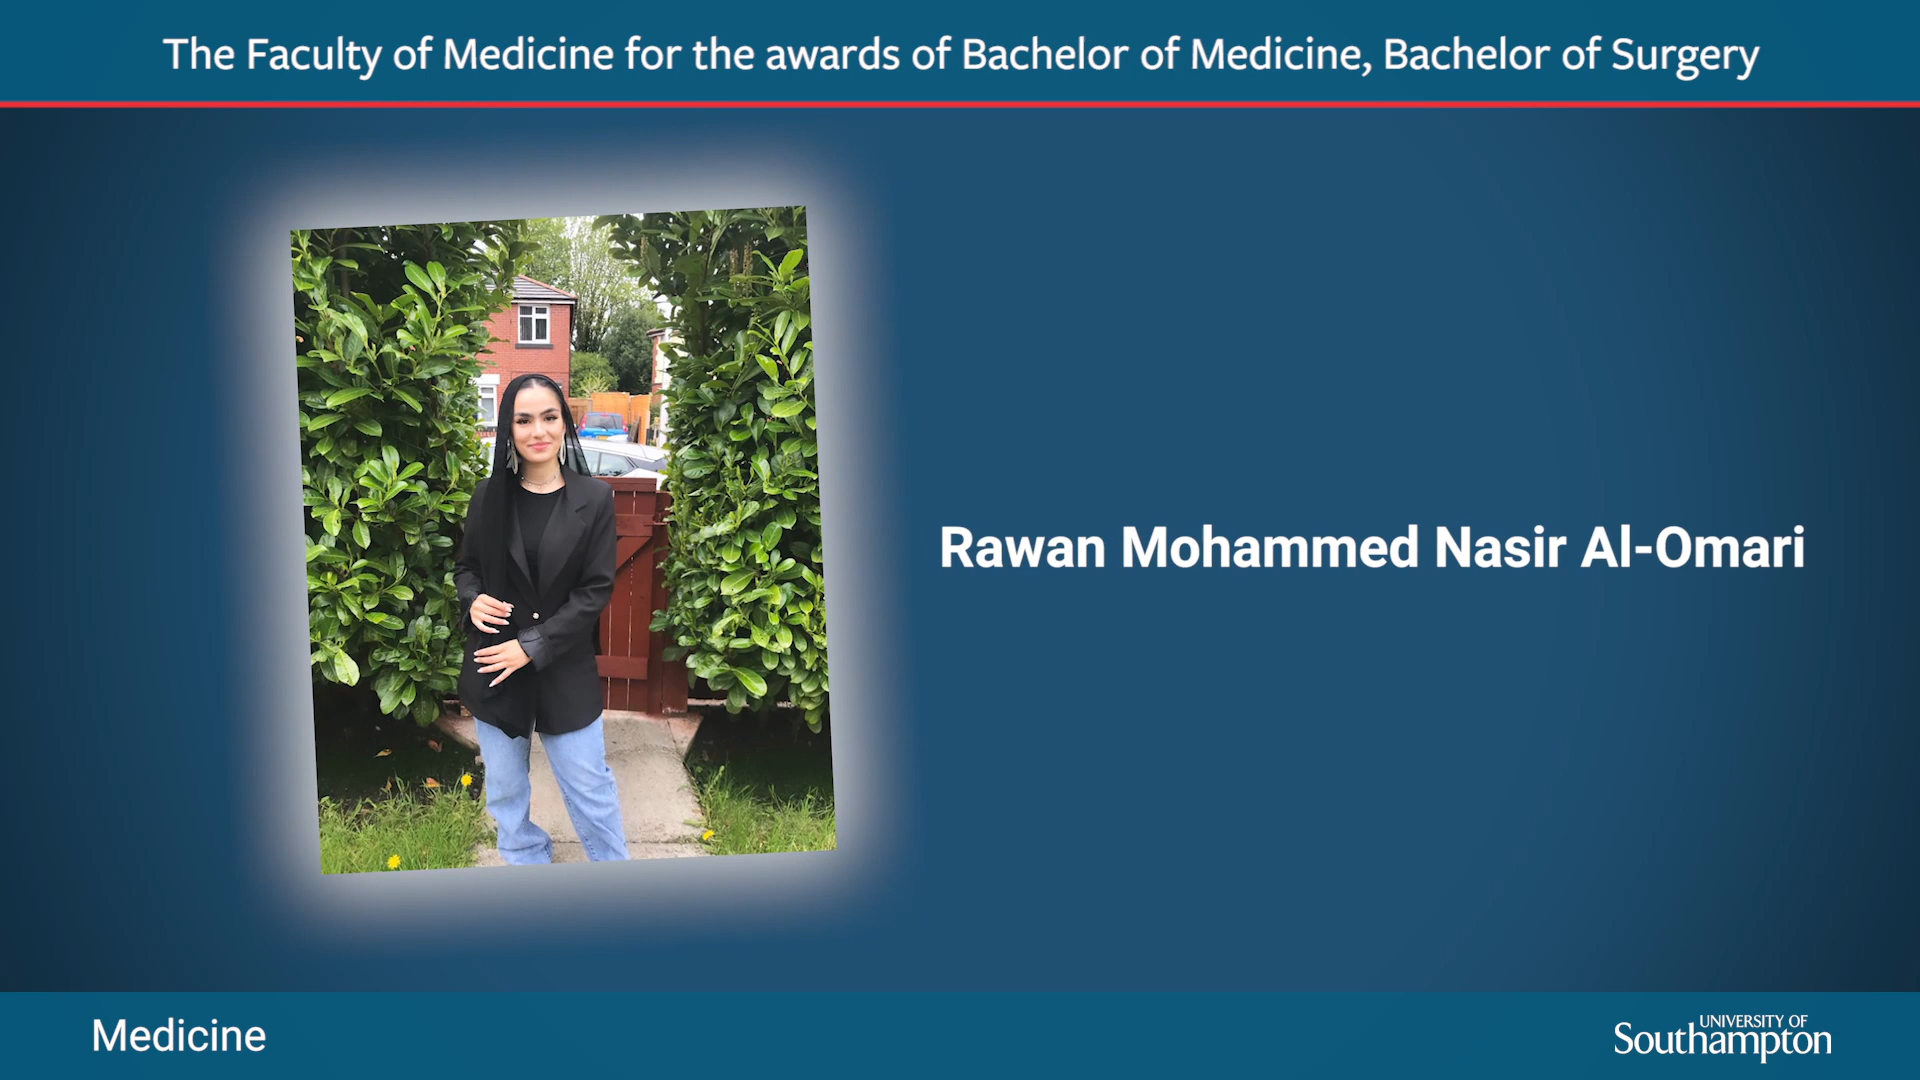 The Faculty of Medicine for the awards of Bachelor of Medicine, Bachelor of Surgery
Rawan Mohammed Nasir Al-Omari
Medicine
UNIVERSITY OF
Southampton